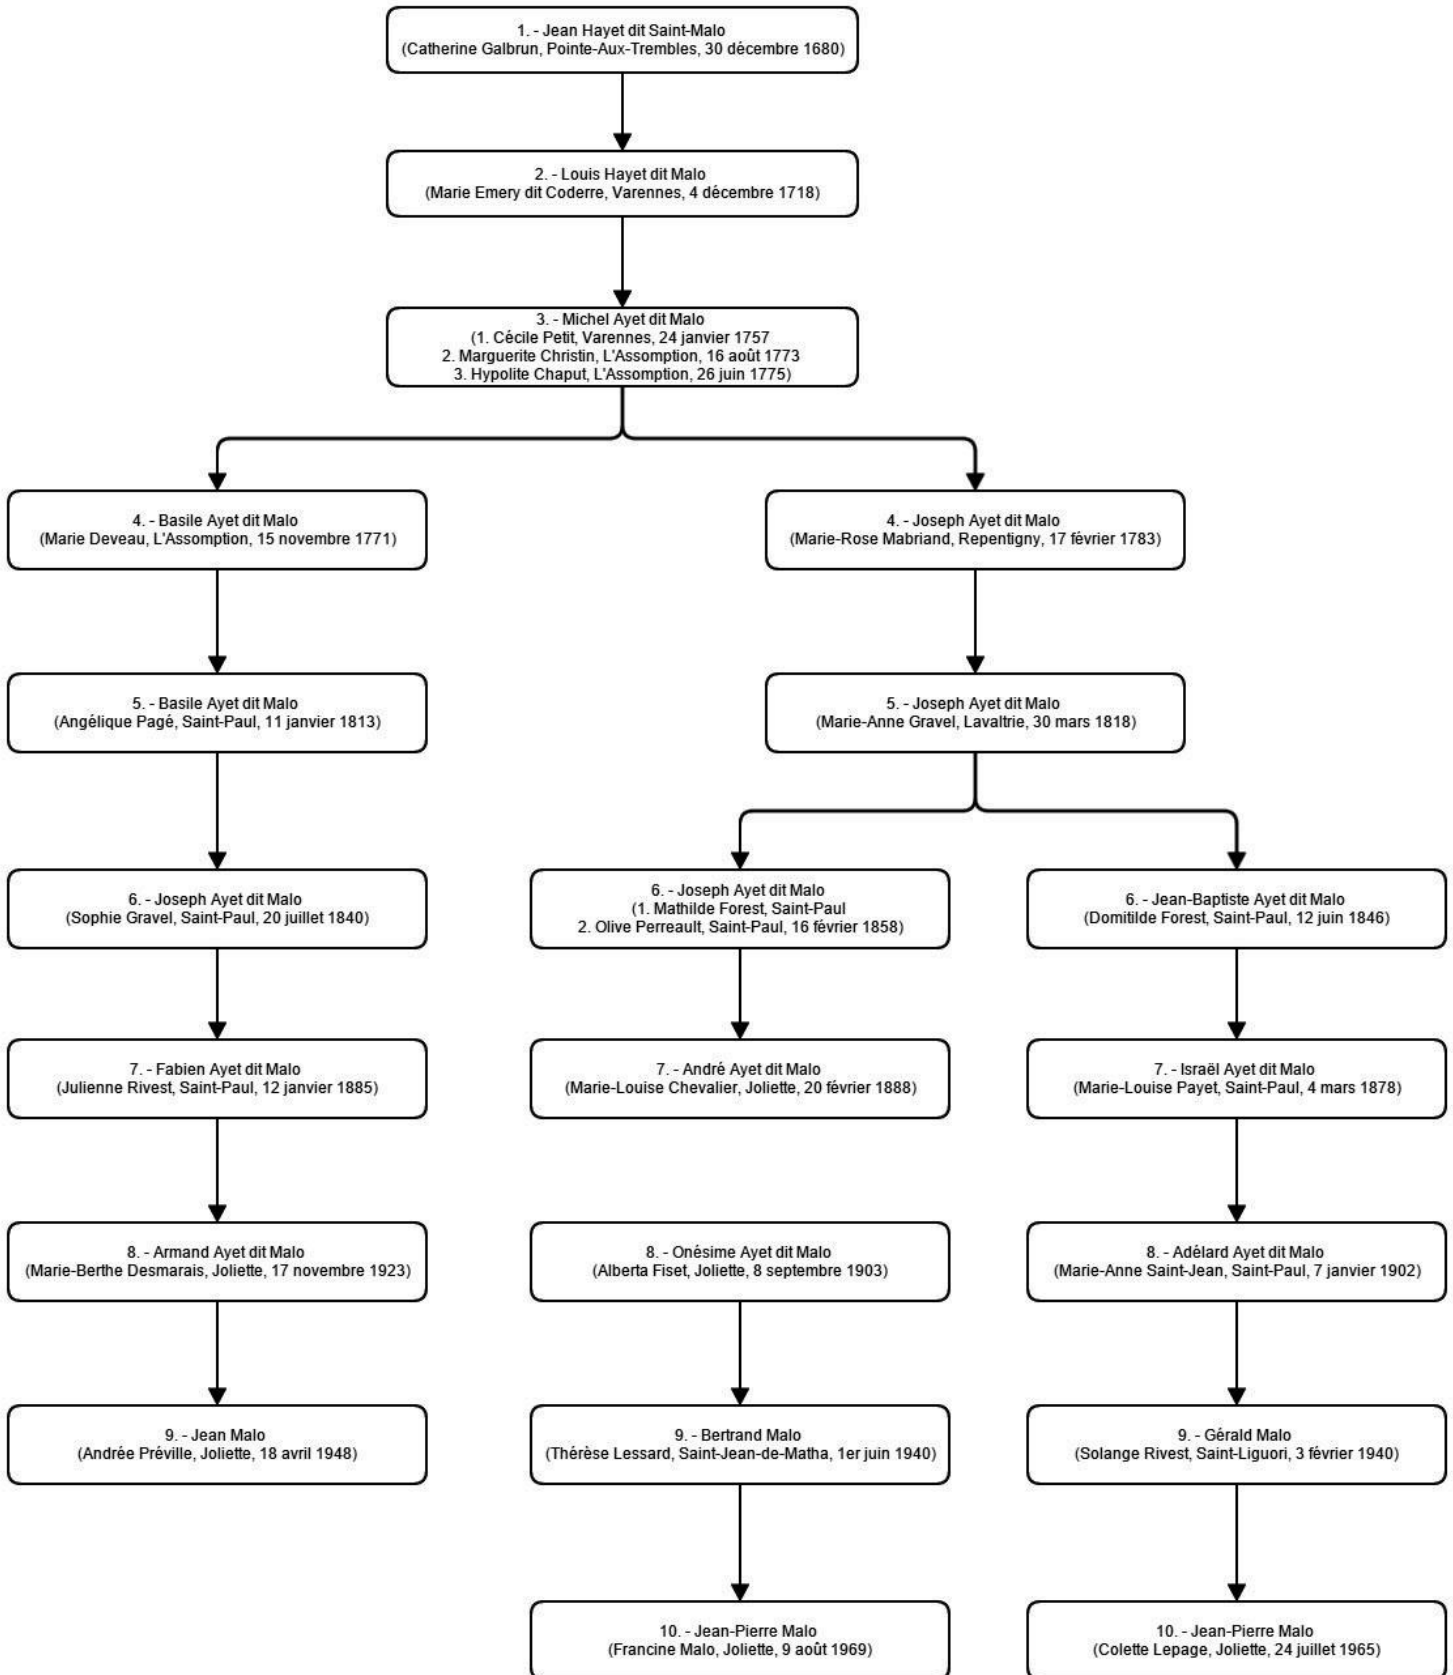 1. - Jean Hayet dit Saint-Malo
(Catherine Galbrun, Pointe-Aux-Trembles, 30 décembre 1680)
2. - Louis Hayet dit Malo
(Marie Emery dit Coderre, Varennes, 4 décembre 1718)
3. - Michel Ayet dit Malo
(1. Cécile Petit, Varennes, 24 janvier 1757
2. Marguerite Christin, L'Assomption, 16 août 1773
3. Hypolite Chaput, L'Assomption, 26 juin 1775)
4. - Basile Ayet dit Malo
(Marie Deveau, L'Assomption, 15 novembre 1771)
4. - Joseph Ayet dit Malo
(Marie-Rose Mabriand, Repentigny, 17 février 1783)
5. - Basile Ayet dit Malo
(Angélique Pagé, Saint-Paul, 11 janvier 1813)
5. - Joseph Ayet dit Malo
(Marie-Anne Gravel, Lavaltrie, 30 mars 1818)
6. - Joseph Ayet dit Malo
(Sophie Gravel, Saint-Paul, 20 juillet 1840)
6. - Joseph Ayet dit Malo
(1. Mathilde Forest, Saint-Paul
2. Olive Perreault, Saint-Paul, 16 février 1858)
6. - Jean-Baptiste Ayet dit Malo
(Domitilde Forest, Saint-Paul, 12 juin 1846)
7. - Fabien Ayet dit Malo
(Julienne Rivest, Saint-Paul, 12 janvier 1885)
7. - André Ayet dit Malo
(Marie-Louise Chevalier, Joliette, 20 février 1888)
7. - Israël Ayet dit Malo
(Marie-Louise Payet, Saint-Paul, 4 mars 1878)
8. - Armand Ayet dit Malo
(Marie-Berthe Desmarais, Joliette, 17 novembre 1923)
8. - Onésime Ayet dit Malo
(Alberta Fiset, Joliette, 8 septembre 1903)
8. - Adélard Ayet dit Malo
(Marie-Anne Saint-Jean, Saint-Paul, 7 janvier 1902)
9. - Jean Malo
(Andrée Préville, Joliette, 18 avril 1948)
9. - Bertrand Malo
(Thérèse Lessard, Saint-Jean-de-Matha, 1er juin 1940)
9. - Gérald Malo
(Solange Rivest, Saint-Liguori, 3 février 1940)
10. - Jean-Pierre Malo
(Francine Malo, Joliette, 9 août 1969)
10. - Jean-Pierre Malo
(Colette Lepage, Joliette, 24 juillet 1965)